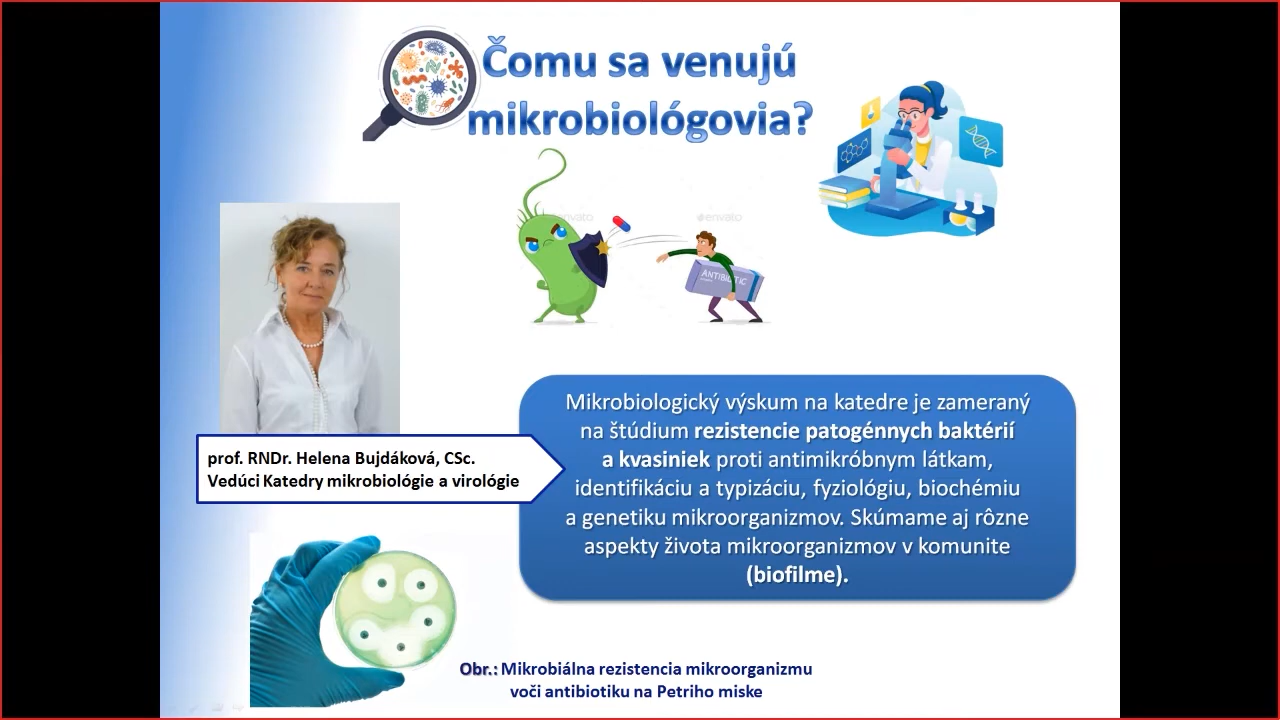 Čomu sa venujú
mikrobiológovia?
envato
envato
ANTIBIOTIC
Mikrobiologický výskum na katedre je zameraný
na štúdium rezistencie patogénnych baktérií
a kvasiniek proti antimikróbnym látkam,
identifikáciu a typizáciu, fyziológiu, biochémiu
a genetiku mikroorganizmov. Skúmame aj rôzne
aspekty života mikroorganizmov v komunite
(biofilme).
prof. RNDr. Helena Bujdáková, CSc.
Vedúci Katedry mikrobiológie a virológie
Obr.: Mikrobiálna rezistencia mikroorganizmu
voči antibiotiku na Petriho miske